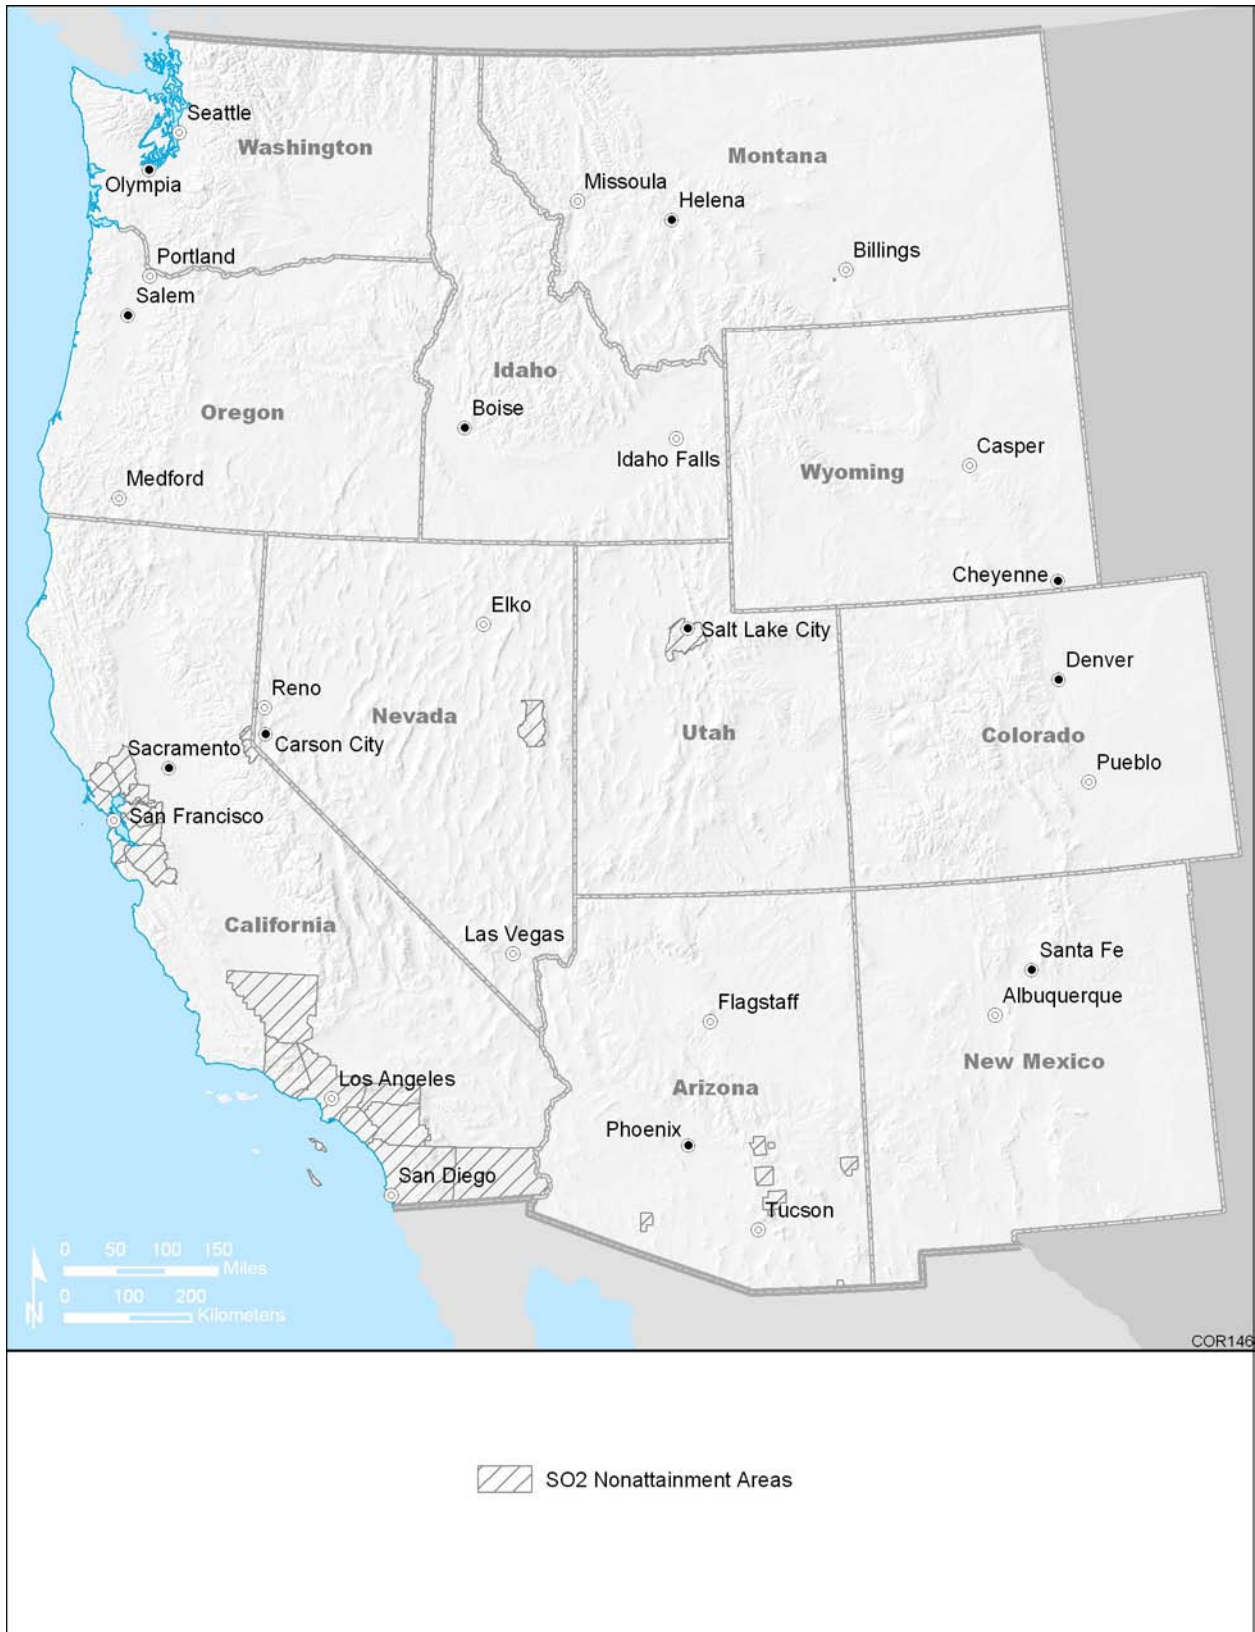 Seattle
Washington
Olympia
Montana
Missoula
Helena
Billings
Portland
Salem
Idaho
Oregon
Boise
Idaho Falls
Casper
Wyoming
Medford
Cheyenne
Elko
Salt Lake City
Denver
Reno
Nevada
Utah
Colorado
Carson City
Sacramento
Pueblo
San Francisco
California
Las Vegas
Santa Fe
Albuquerque
Flagstaff
New Mexico
Los Angeles
Arizona
Phoenix
San Diego
Tucson
0 50 100 150
Miles
0 100 200
Kilometers
N
COR146
SO2 Nonattainment Areas